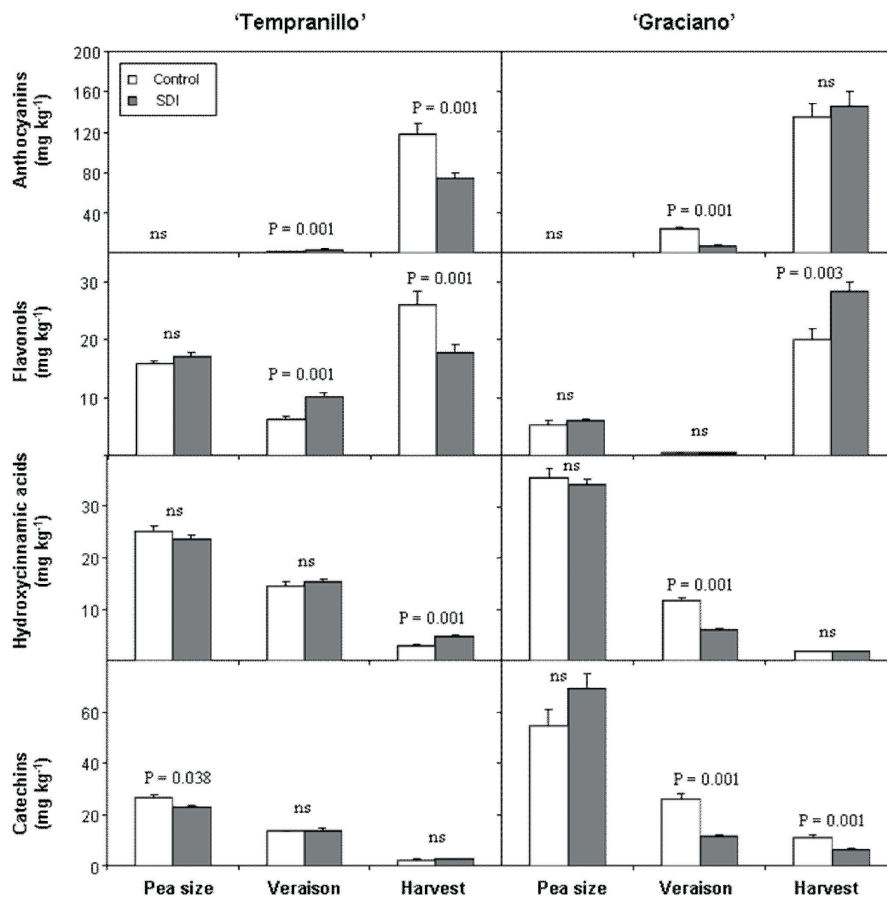 'Tempranillo' 'Graciano'
Anthocyanins
(mg kg-1)
200
160
120
80
40
Control
SDI
ns
P = 0.001
P = 0.001
ns
P = 0.001
ns
Flavonols
(mg kg-1)
30
20
10
ns
P = 0.001
P = 0.001
ns
ns
P = 0.003
Hydroxycinnamic acids
(mg kg-1)
30
20
10
ns
ns
P = 0.001
ns
P = 0.001
ns
Catechins
(mg kg-1)
60
40
20
0
P = 0.038
ns
ns
ns
P = 0.001
P = 0.001
Pea size Veraison Harvest Pea size Veraison Harvest